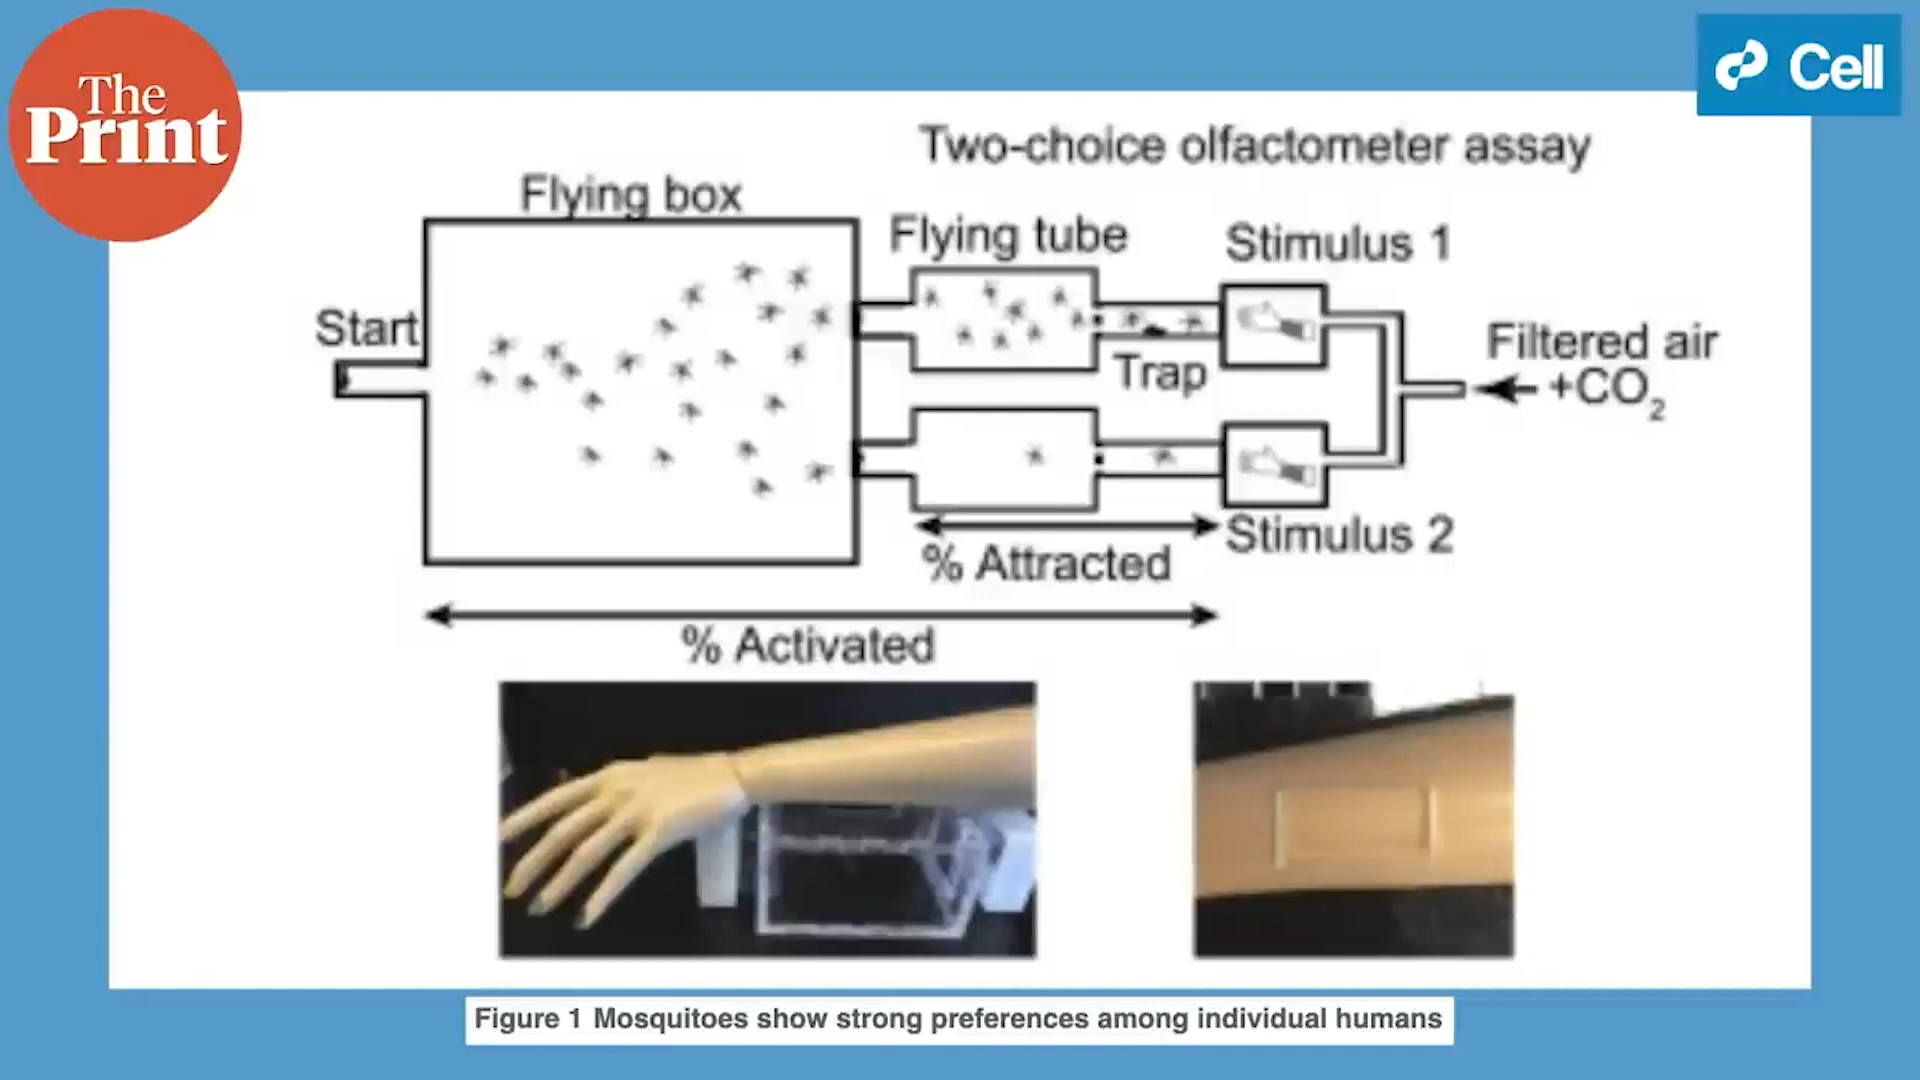 The
Print
Cell
Two-choice olfactometer assay
Flying box
Flying tube
Stimulus 1
Start
Trap
Filtered air
+CO₂
Stimulus 2
% Attracted
% Activated
Figure 1 Mosquitoes show strong preferences among individual humans